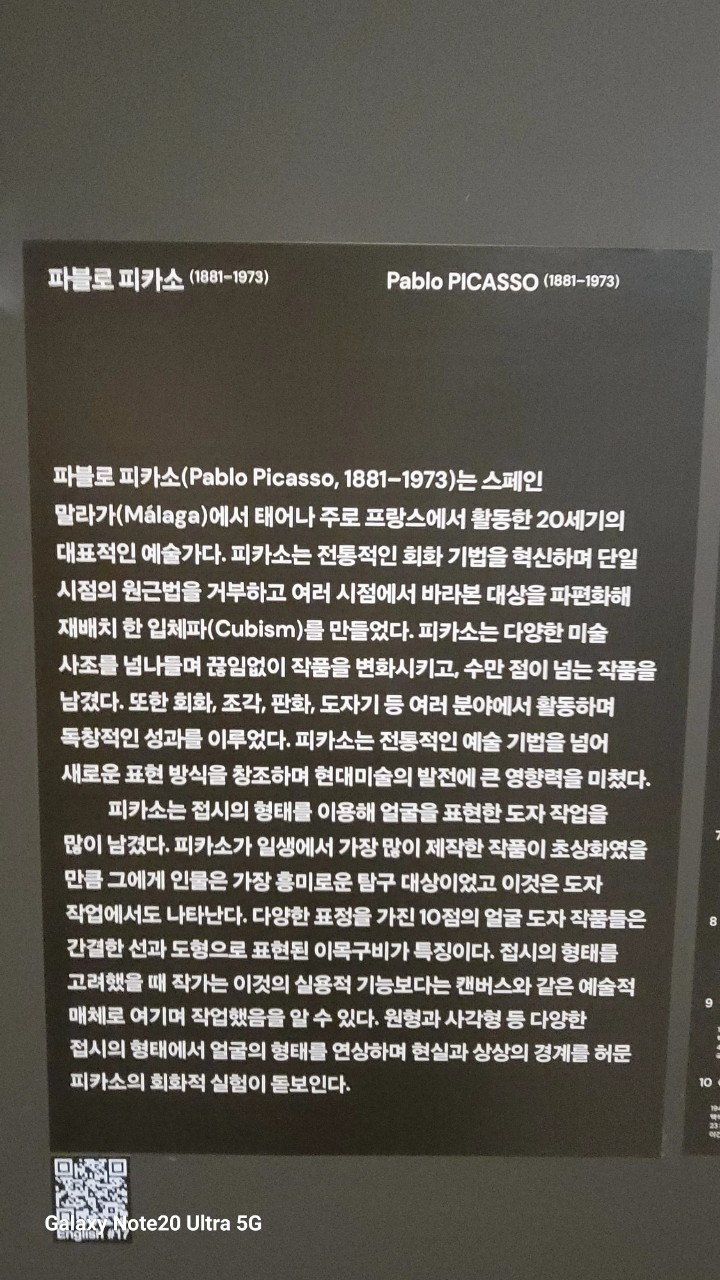 파블로 피카소 (1881–1973)
Pablo PICASSO (1881–1973)
파블로 피카소(Pablo Picasso, 1881–1973)는 스페인
말라가(Málaga)에서 태어나 주로 프랑스에서 활동한 20세기의
대표적인 예술가다. 피카소는 전통적인 회화 기법을 혁신하며 단일
시점의 원근법을 거부하고 여러 시점에서 바라본 대상을 파편화해
재배치 한 입체파(Cubism)를 만들었다. 피카소는 다양한 미술
사조를 넘나들며 끊임없이 작품을 변화시키고, 수만 점이 넘는 작품을
남겼다. 또한 회화, 조각, 판화, 도자기 등 여러 분야에서 활동하며
독창적인 성과를 이루었다. 피카소는 전통적인 예술 기법을 넘어
새로운 표현 방식을 창조하며 현대미술의 발전에 큰 영향력을 미쳤다.
피카소는 접시의 형태를 이용해 얼굴을 표현한 도자 작업을
많이 남겼다. 피카소가 일생에서 가장 많이 제작한 작품이 초상화였을
만큼 그에게 인물은 가장 흥미로운 탐구 대상이었고 이것은 도자
작업에서도 나타난다. 다양한 표정을 가진 10점의 얼굴 도자 작품들은
간결한 선과 도형으로 표현된 이목구비가 특징이다. 접시의 형태를
고려했을 때 작가는 이것의 실용적 기능보다는 캔버스와 같은 예술적
매체로 여기며 작업했음을 알 수 있다. 원형과 사각형 등 다양한
접시의 형태에서 얼굴의 형태를 연상하며 현실과 상상의 경계를 허문
피카소의 회화적 실험이 돋보인다.
8
9
10
Galaxy Note20 Ultra 5G
English #17